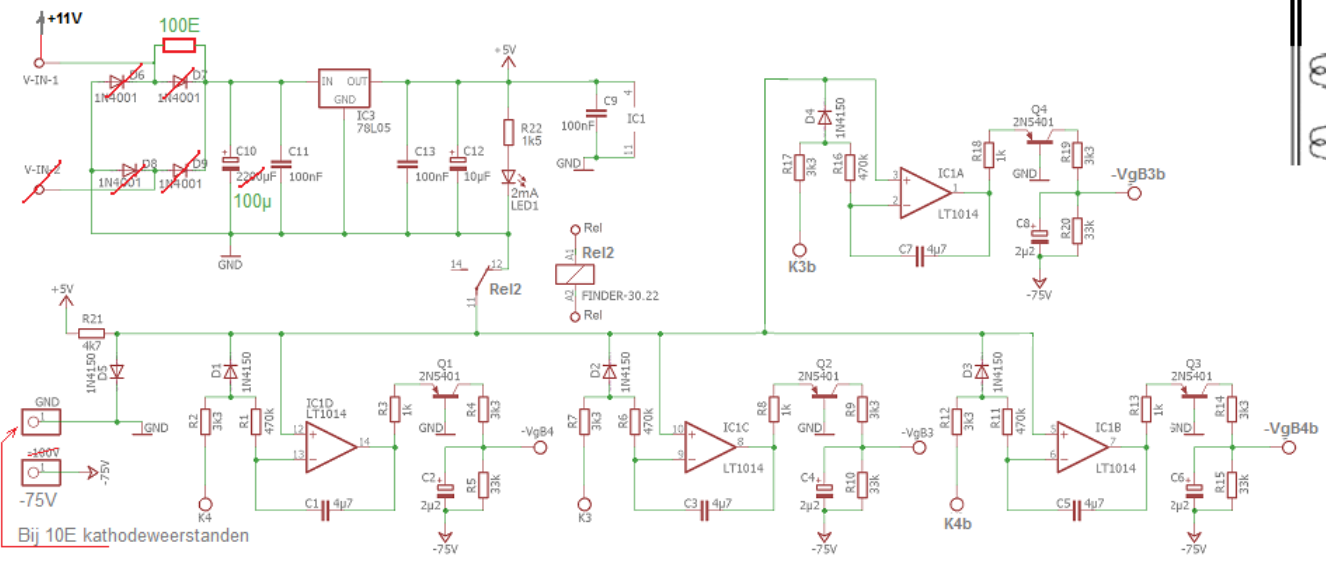 +11V
100E
V-IN-1
D6
D7
1N4001
1N4001
V-IN-2
D8
D9
1N4001
1N4001
C10
2200µF
100µ
C11
100nF
IN
OUT
GND
IC3
78L05
C13
100nF
C12
10µF
+5V
R22
1k5
2mA
LED1
C9
100nF
4
IC1
11
GND
GND
14
12
11
Rel2
Rel
A1
Rel2
A2
FINDER-30.22
Rel
D4
1N4150
R17
3k3
R16
470k
3
2
1
IC1A
LT1014
C7
4µ7
R18
1k
Q4
2N5401
GND
R19
3k3
-VgB3b
C8
2µ2
R20
33k
-75V
K3b
+5V
R21
4k7
1N4150
D5
GND
1
GND
-100V
1
-75V
-75V
Bij 10E kathodeweerstanden
D1
1N4150
R2
3k3
R1
470k
IC1D
LT1014
12
13
14
C1
4µ7
R3
1k
Q1
2N5401
GND
R4
3k3
-VgB4
C2
2µ2
R5
33k
-75V
K4
D2
1N4150
R7
3k3
R6
470k
10
9
8
IC1C
LT1014
C3
4µ7
R8
1k
Q2
2N5401
GND
R9
3k3
-VgB3
C4
2µ2
R10
33k
-75V
K3
D3
1N4150
R12
3k3
R11
470k
5
6
7
IC1B
LT1014
C5
4µ7
R13
1k
Q3
2N5401
GND
R14
3k3
-VgB4b
C6
2µ2
R15
33k
-75V
K4b